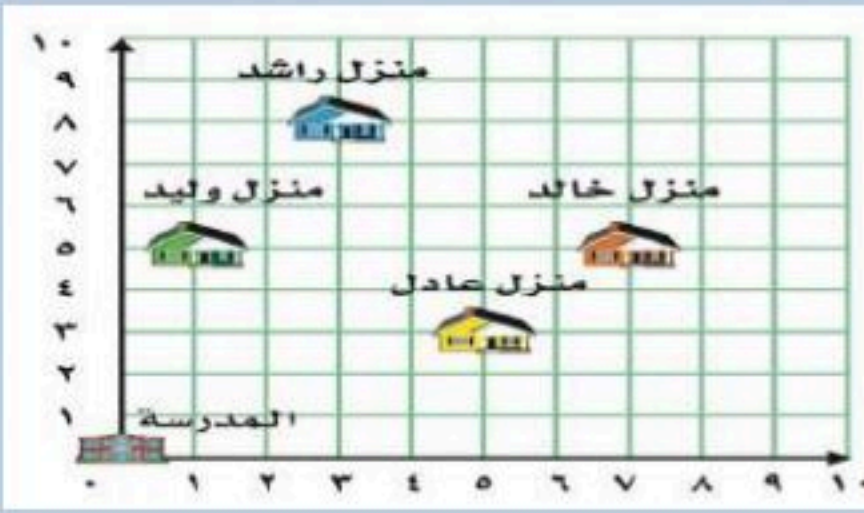 ١٠
منزل راشد
٩
٨
٧
منزل وليد
منزل خالد
٦
٥
منزل عادل
٤
٣
٢
المدرسة
١
٠ ١ ٢ ٣ ٤ ٥ ٦ ٧ ٨ ٩ ١٠